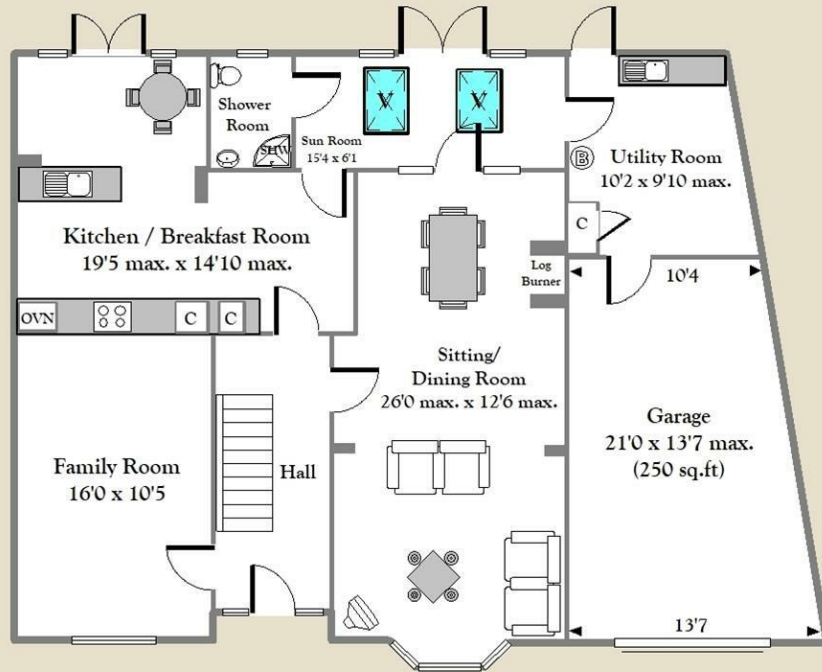 Shower
Room
SHW
Sun Room
15'4 x 6'1
V
V
B
Utility Room
10'2 x 9'10 max.
C
Kitchen / Breakfast Room
19'5 max. x 14'10 max.
Log
Burner
10'4
OVN
C
C
Sitting/
Dining Room
26'0 max. x 12'6 max.
Garage
21'0 x 13'7 max.
(250 sq.ft)
Family Room
16'0 x 10'5
Hall
13'7